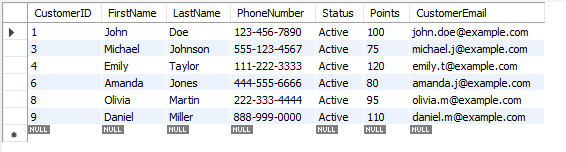 CustomerID FirstName LastName PhoneNumber Status Points CustomerEmail
1 John Doe 123-456-7890 Active 100 john.doe@example.com
3 Michael Johnson 555-123-4567 Active 75 michael.j@example.com
4 Emily Taylor 111-222-3333 Active 120 emily.t@example.com
6 Amanda Jones 444-555-6666 Active 80 amanda.j@example.com
8 Olivia Martin 222-333-4444 Active 95 olivia.m@example.com
9 Daniel Miller 888-999-0000 Active 110 daniel.m@example.com
NULL NULL NULL NULL NULL NULL NULL